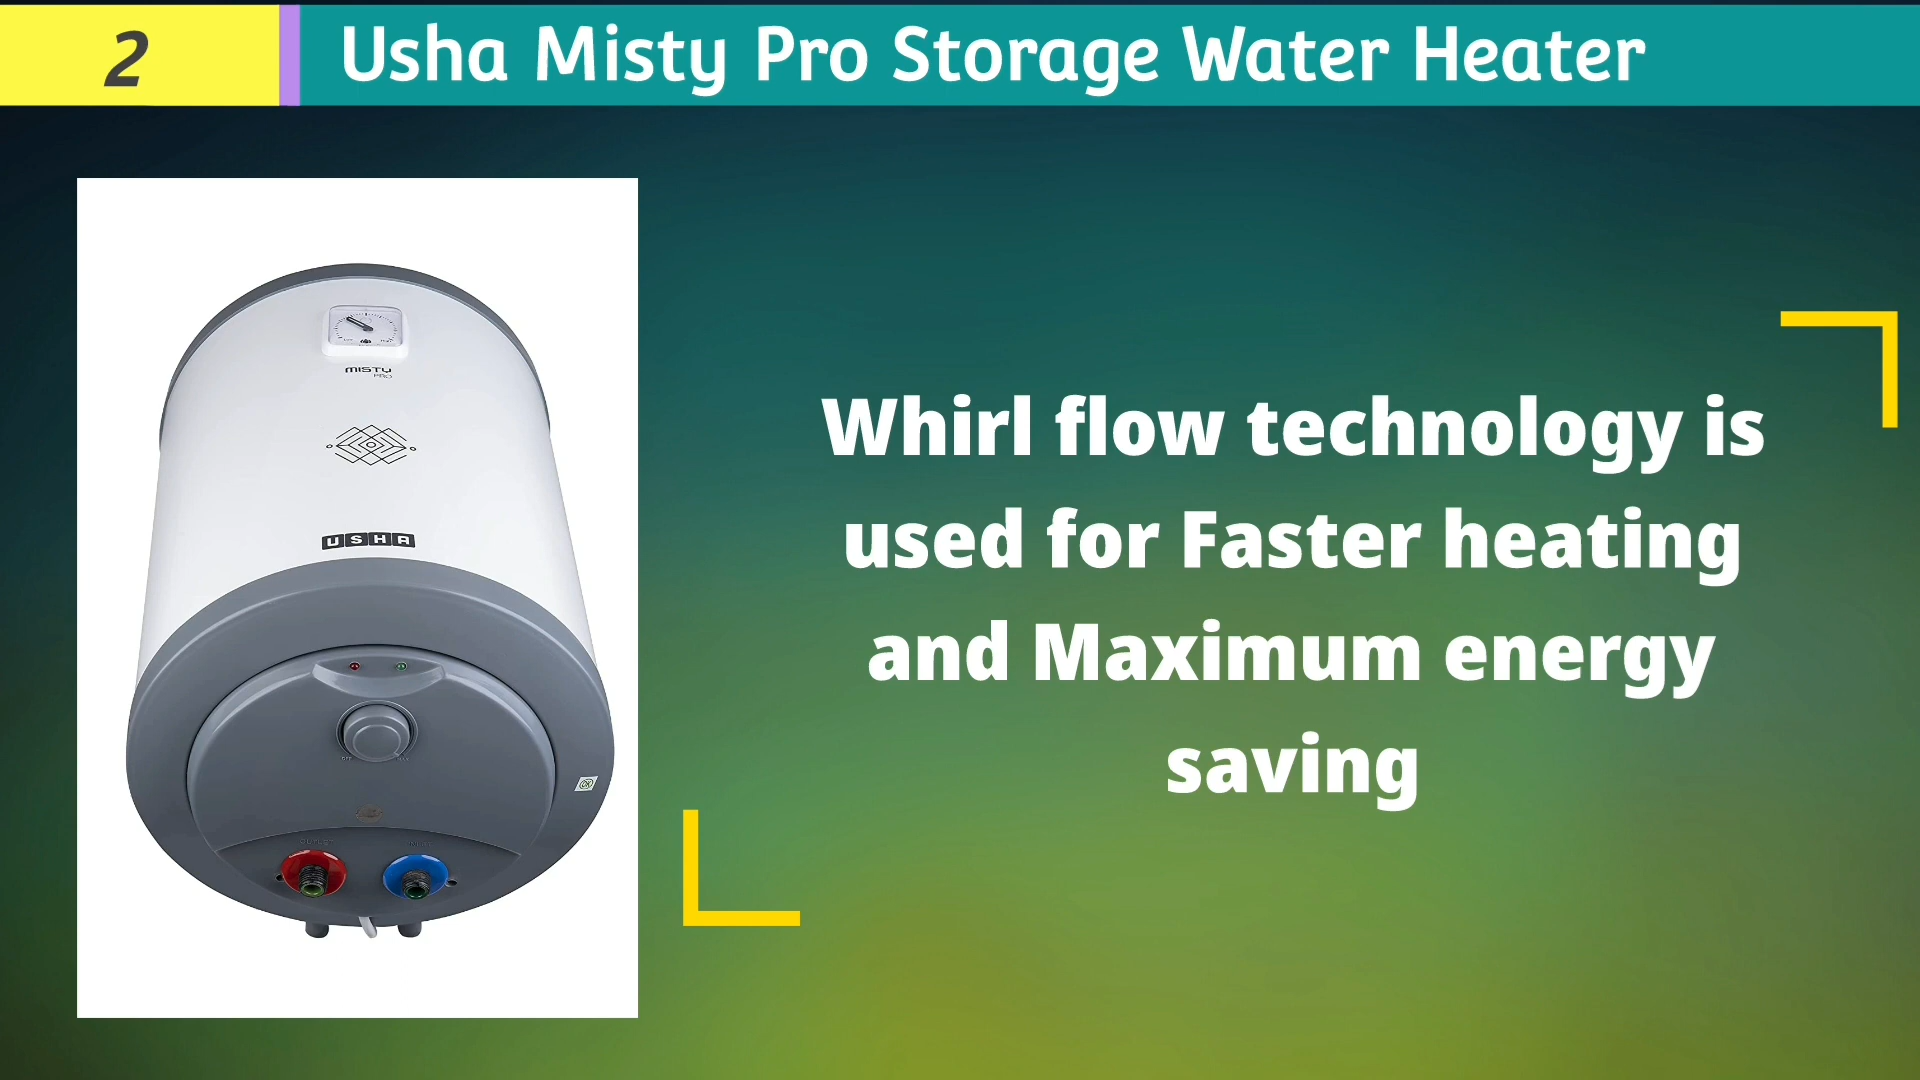 2
Usha Misty Pro Storage Water Heater
MISTY
PRO
USHA
Whirl flow technology is
used for Faster heating
and Maximum energy
saving